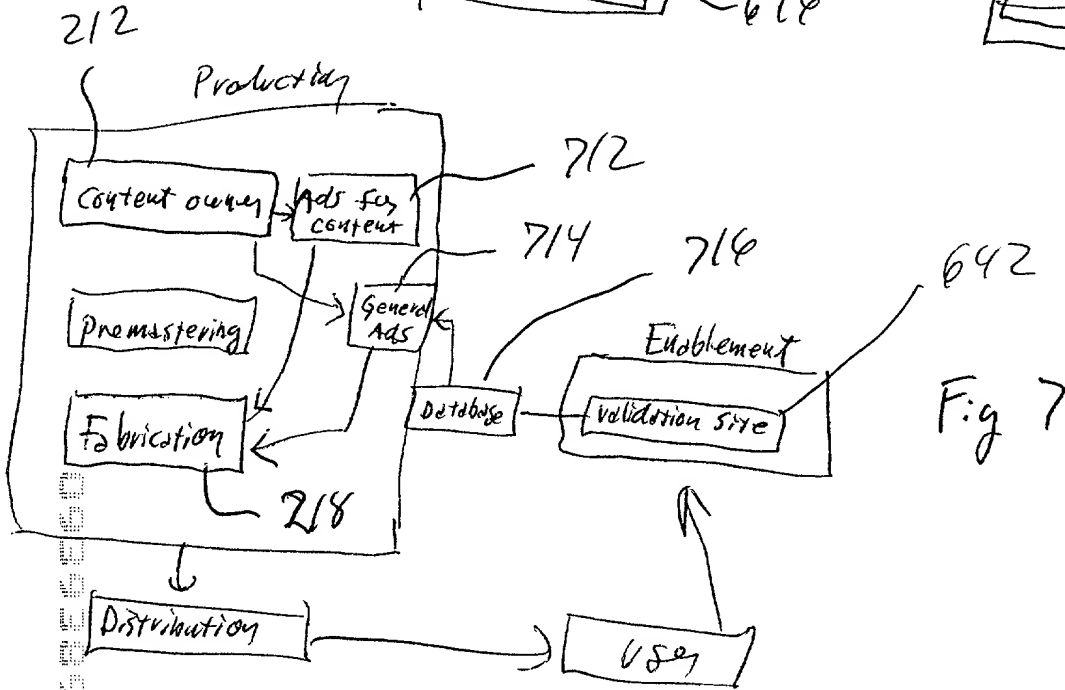 616
212
Production
Content owner
Ads for
content
712
714
716
642
General
Ads
Premastering
Enablement
Database
Validation Site
Fig 7
Fabrication
218
Distribution
User